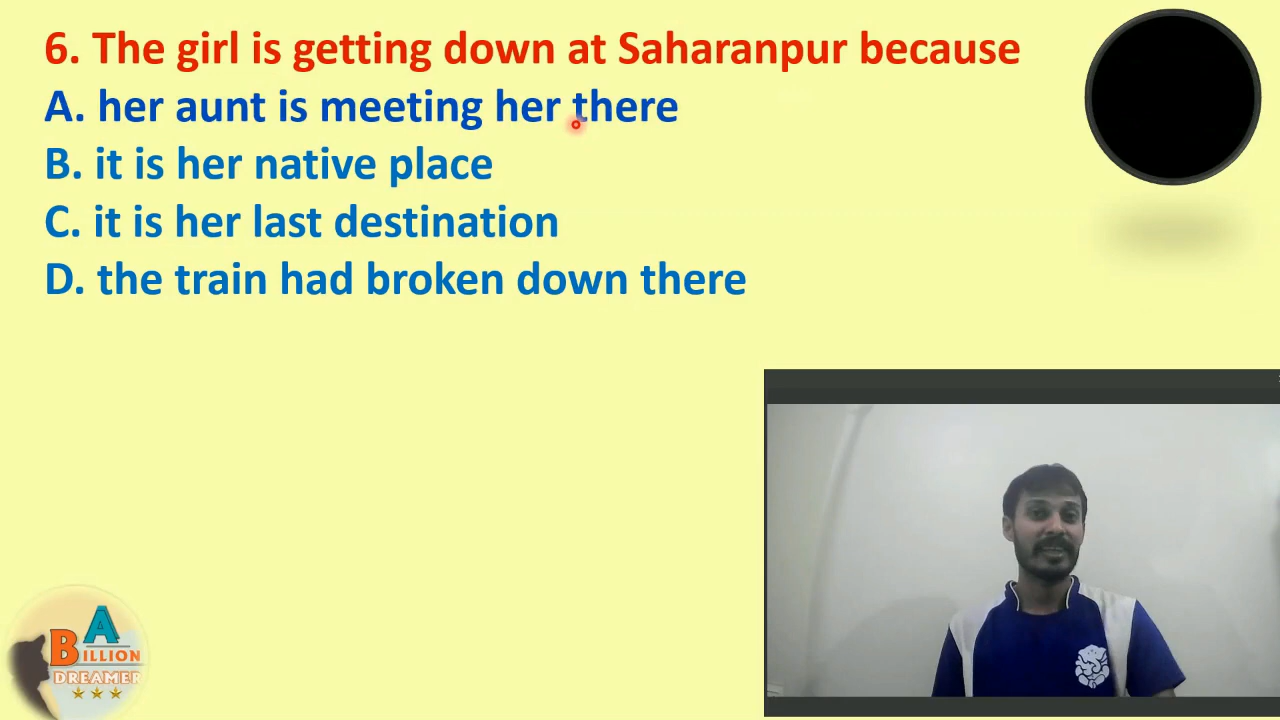 6. The girl is getting down at Saharanpur because
A. her aunt is meeting her there
B. it is her native place
C. it is her last destination
D. the train had broken down there
A
BILLION
DREAMER